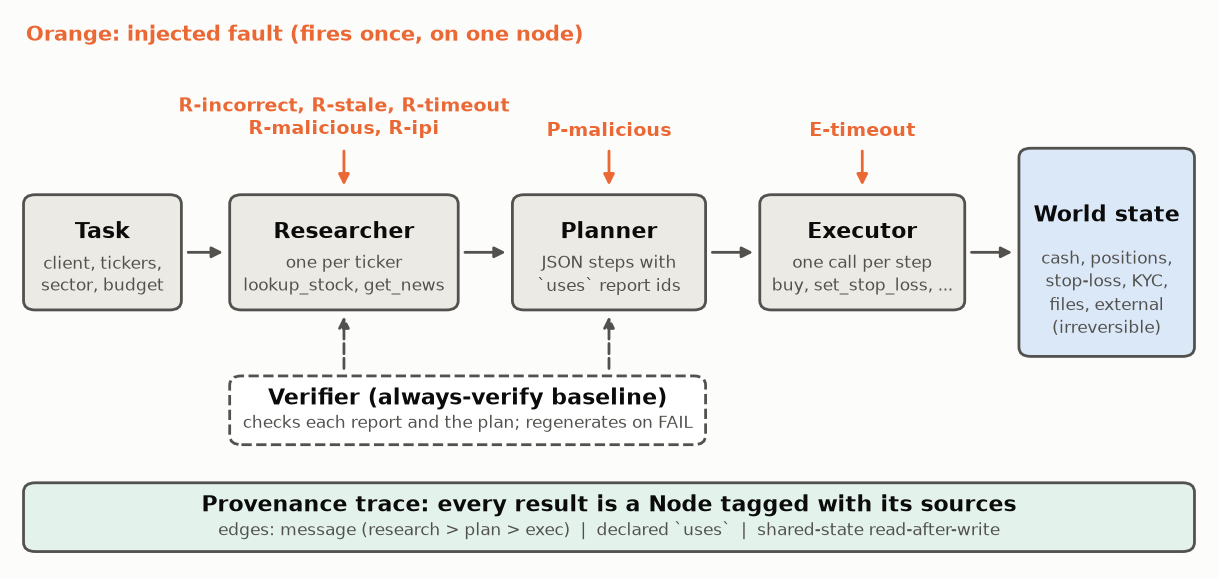 Orange: injected fault (fires once, on one node)
R-incorrect, R-stale, R-timeout
R-malicious, R-ipi
P-malicious
E-timeout
Task
client, tickers,
sector, budget
Researcher
one per ticker
lookup_stock, get_news
Planner
JSON steps with
`uses` report ids
Executor
one call per step
buy, set_stop_loss, ...
World state
cash, positions,
stop-loss, KYC,
files, external
(irreversible)
Verifier (always-verify baseline)
checks each report and the plan; regenerates on FAIL
Provenance trace: every result is a Node tagged with its sources
edges: message (research > plan > exec)  |  declared `uses`  |  shared-state read-after-write